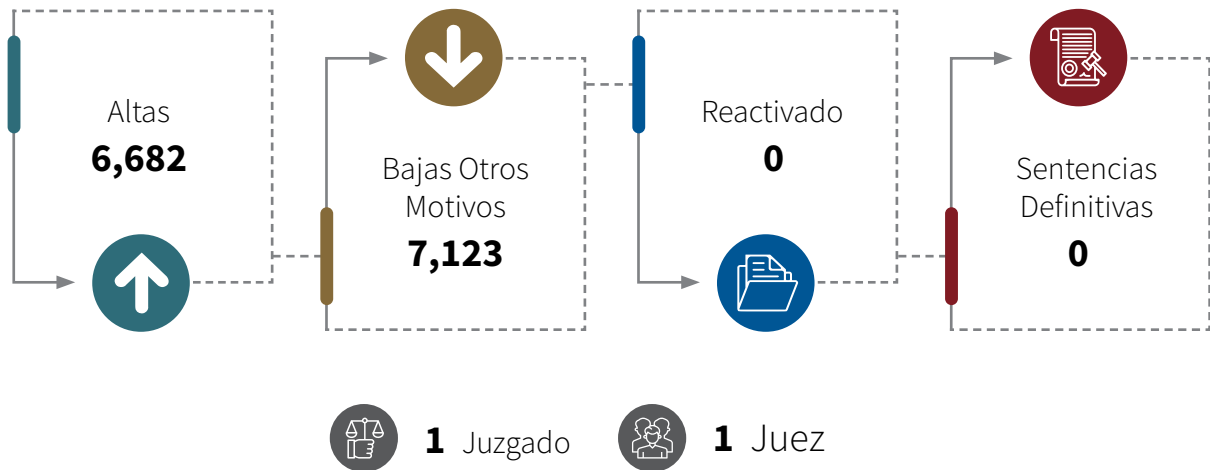 Altas
6,682
Bajas Otros
Motivos
7,123
Reactivado
0
Sentencias
Definitivas
0
1 Juzgado
1 Juez